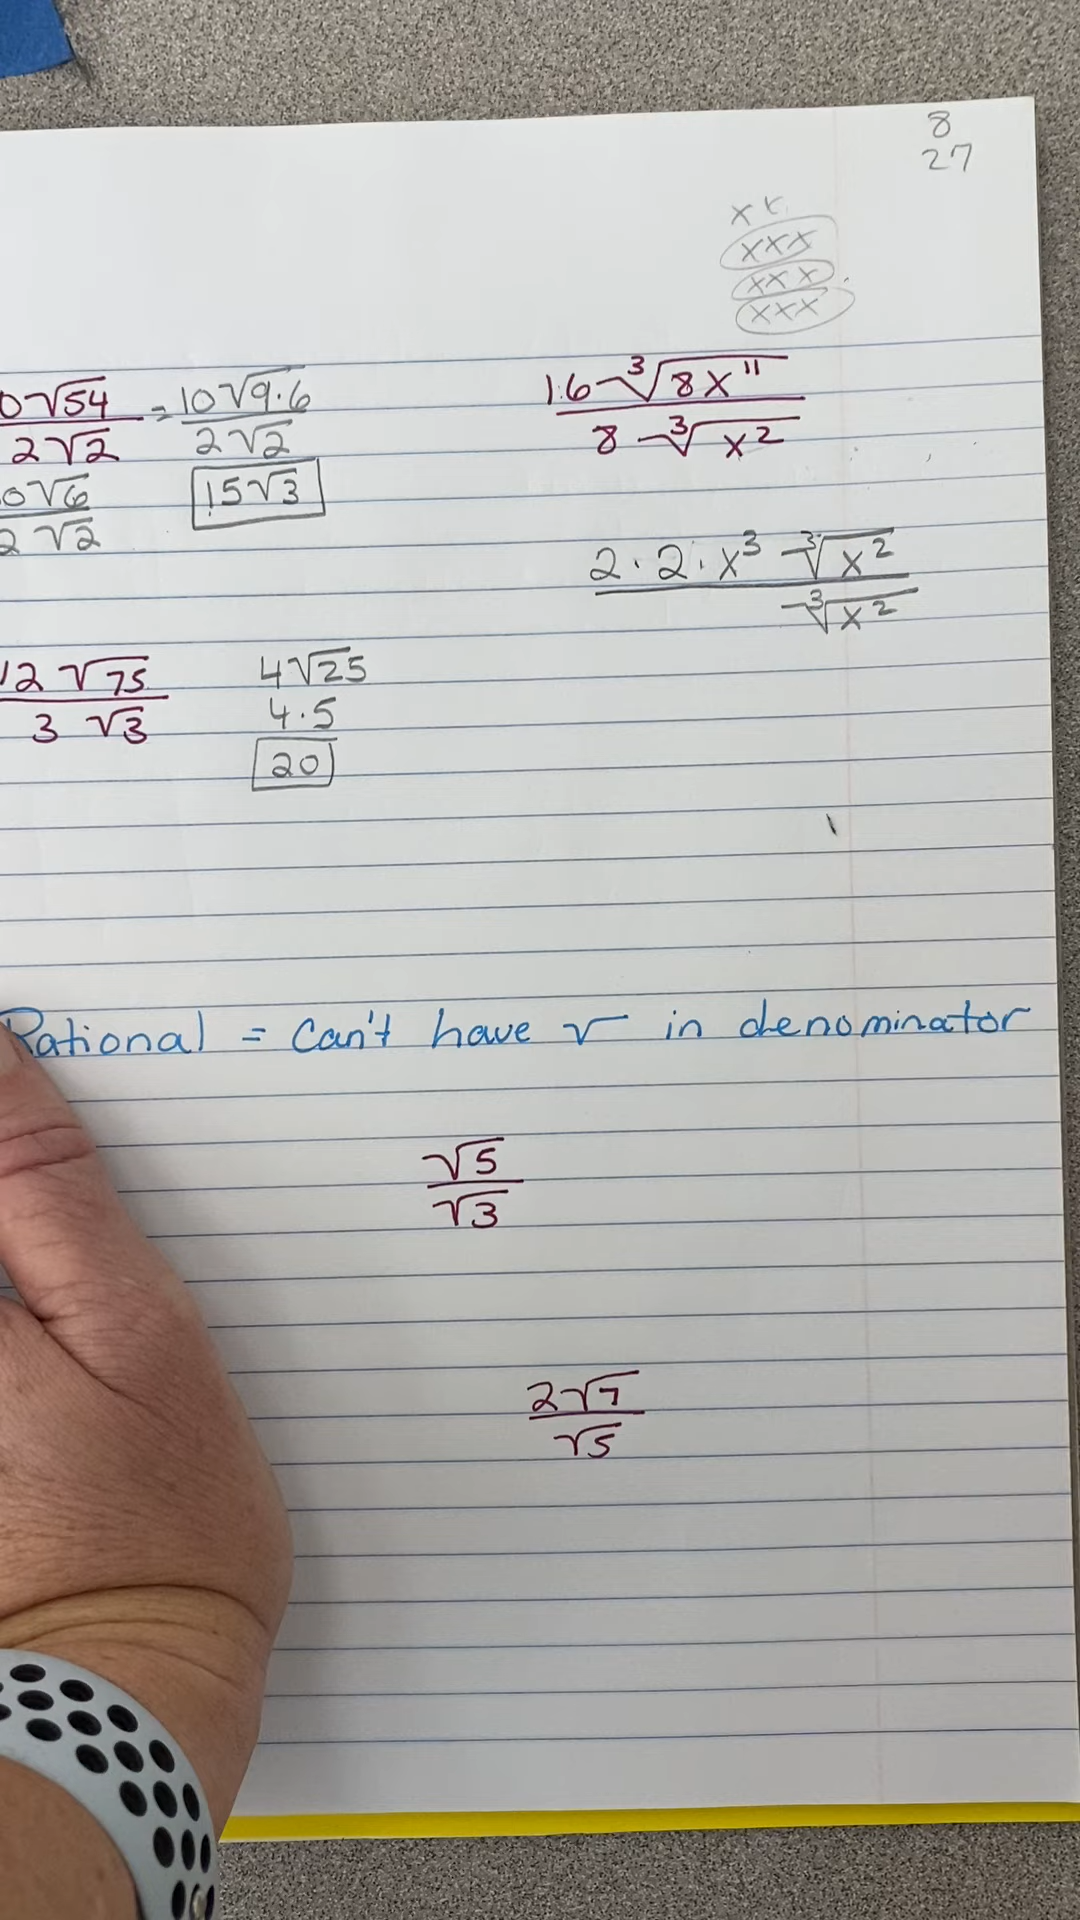 8
27
x x
xxx
xxx
xxx
0√54 / 2√2 = 10√9·6 / 2√2
0√6 / 2√2
15√3
16 ∛8x¹¹ / 8 ∛x²
2·2·x³ ∛x² / ∛x²
12√75 / 3√3
4√25
4·5
20
Rational = Can't have √ in denominator
√5 / √3
2√7 / √5